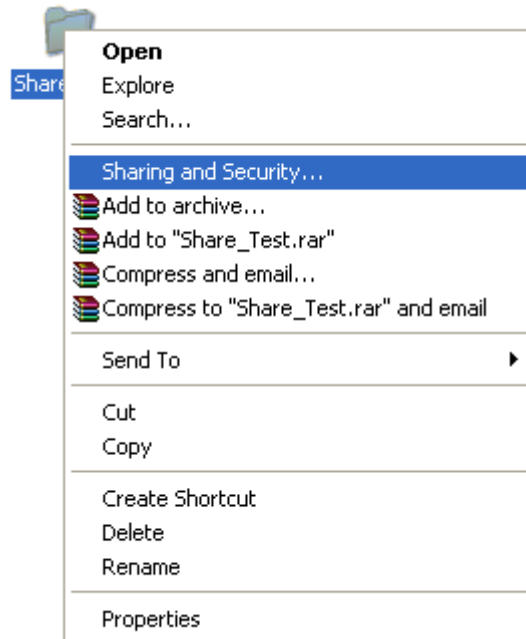 Open
Share
Explore
Search...
Sharing and Security...
Add to archive...
Add to "Share_Test.rar"
Compress and email...
Compress to "Share_Test.rar" and email
Send To
Cut
Copy
Create Shortcut
Delete
Rename
Properties